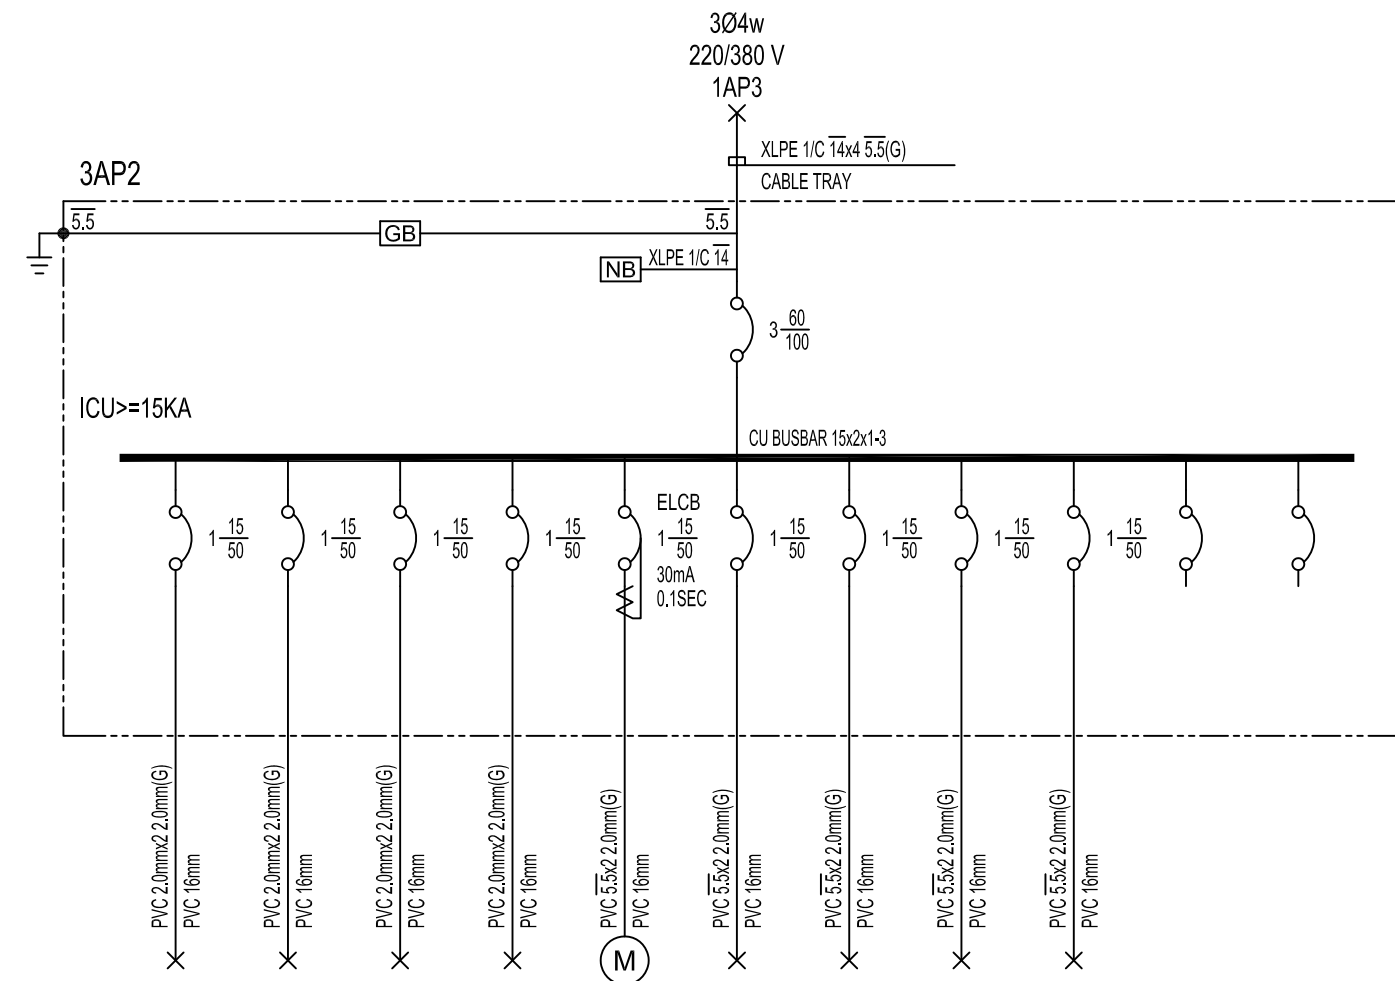 3Ø4w
220/380 V
1AP3
XLPE 1/C 14x4 5.5(G)
CABLE TRAY
3AP2
5.5
GB
5.5
NB
XLPE 1/C 14
3 60/100
ICU>=15KA
CU BUSBAR 15x2x1-3
1 15/50
1 15/50
1 15/50
1 15/50
ELCB
1 15/50
30mA
0.1SEC
1 15/50
1 15/50
1 15/50
1 15/50
PVC 2.0mmx2 2.0mm(G)
PVC 16mm
PVC 2.0mmx2 2.0mm(G)
PVC 16mm
PVC 2.0mmx2 2.0mm(G)
PVC 16mm
PVC 2.0mmx2 2.0mm(G)
PVC 16mm
PVC 5.5x2 2.0mm(G)
PVC 16mm
PVC 5.5x2 2.0mm(G)
PVC 16mm
PVC 5.5x2 2.0mm(G)
PVC 16mm
PVC 5.5x2 2.0mm(G)
PVC 16mm
PVC 5.5x2 2.0mm(G)
PVC 16mm
M